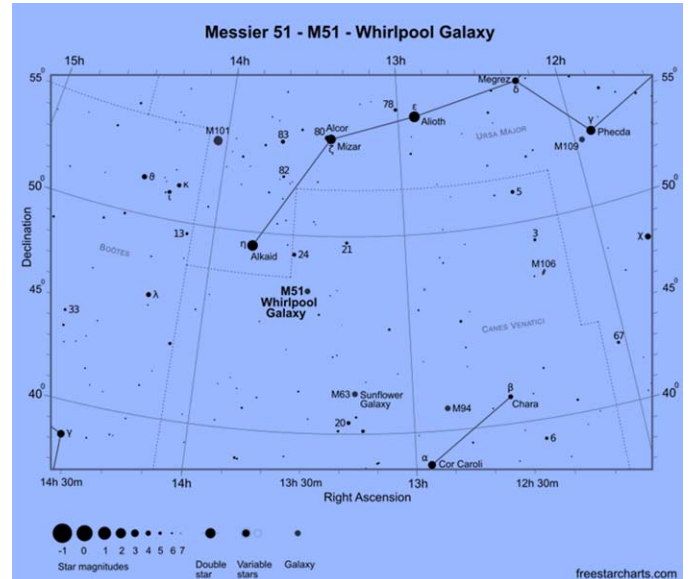 Messier 51 - M51 - Whirlpool Galaxy
15h 14h 13h 12h
55° 55°
Megrez
δ
78
ε
Alioth
γ
Phecda
M101
83
80
Alcor
Mizar
ζ
URSA MAJOR
M109
82
ϑ
κ
ι
50° 50°
5
13
η
Alkaid
24
21
3
χ
BOÖTES
M106
M51
Whirlpool
Galaxy
λ
45° 45°
33
CANES VENATICI
67
Declination
M63
Sunflower
Galaxy
M94
β
Chara
40° 40°
20
6
γ
α
Cor Caroli
14h 30m 14h 13h 30m 13h 12h 30m
Right Ascension
-1 0 1 2 3 4 5 6 7
Star magnitudes
Double
star
Variable
stars
Galaxy
freestarcharts.com